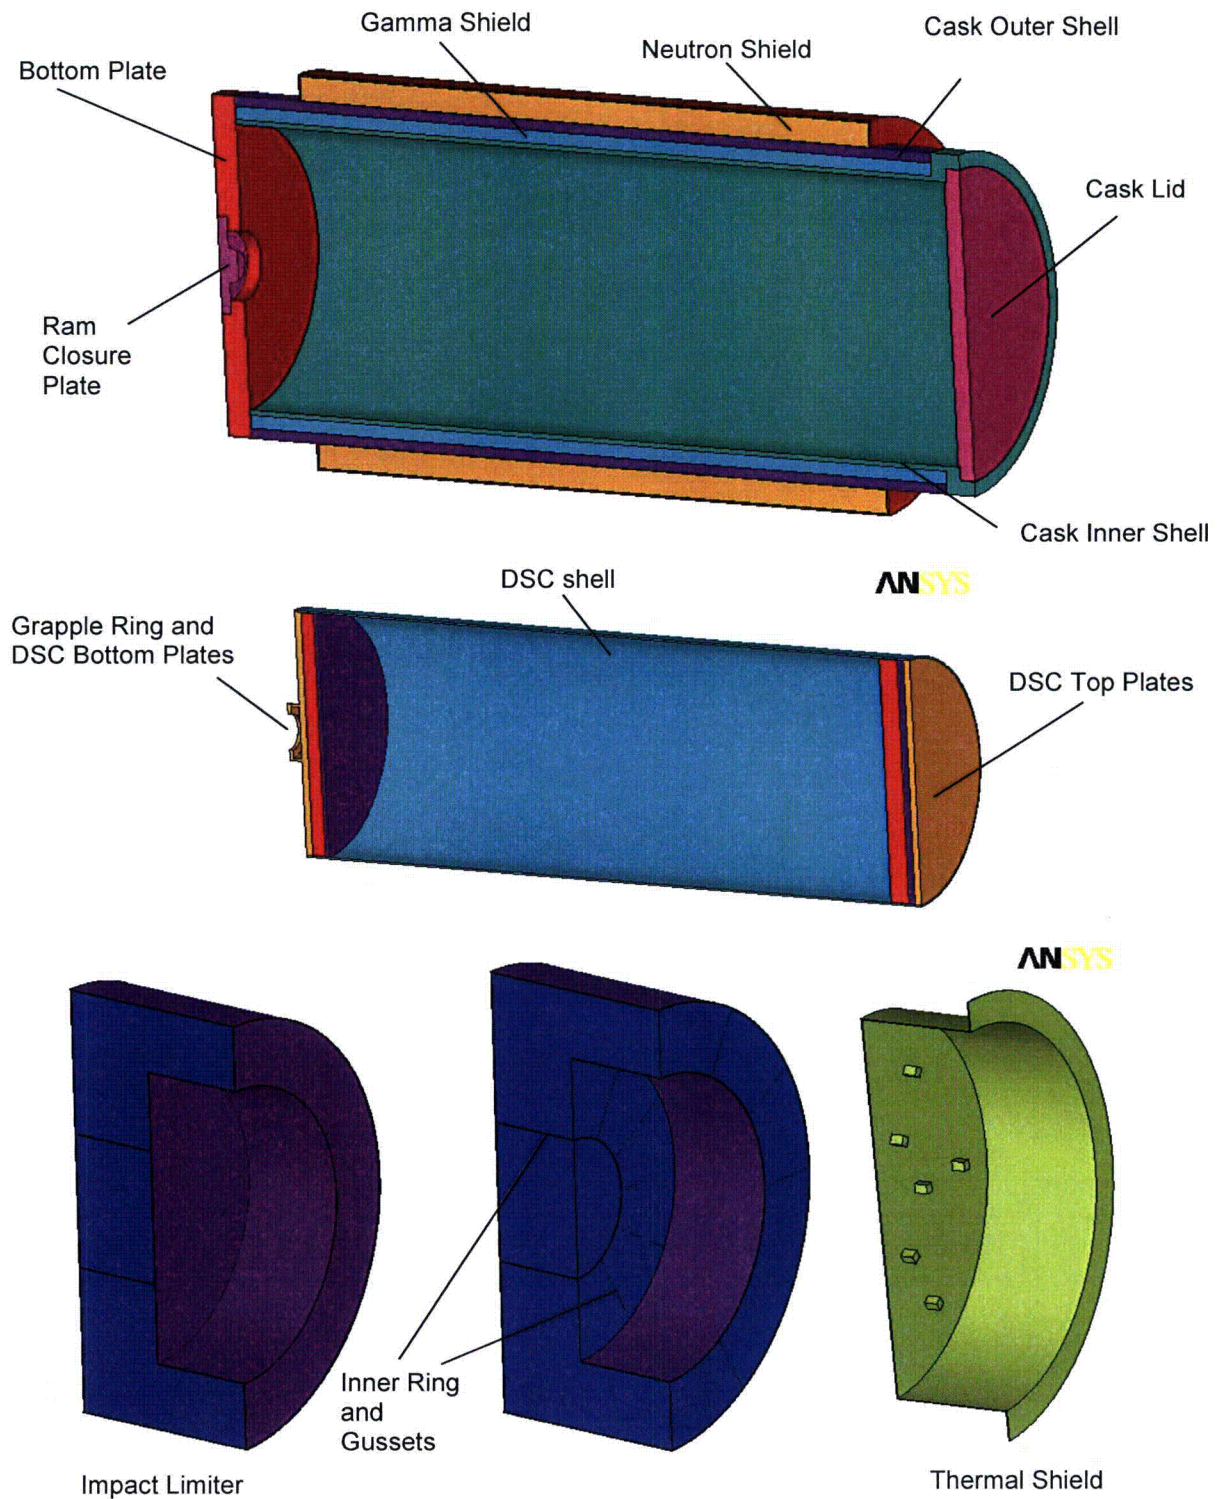 Gamma Shield
Cask Outer Shell
Neutron Shield
Bottom Plate
Cask Lid
Ram
Closure
Plate
Cask Inner Shell
DSC shell
ANSYS
Grapple Ring and
DSC Bottom Plates
DSC Top Plates
ANSYS
Inner Ring
and
Gussets
Impact Limiter
Thermal Shield